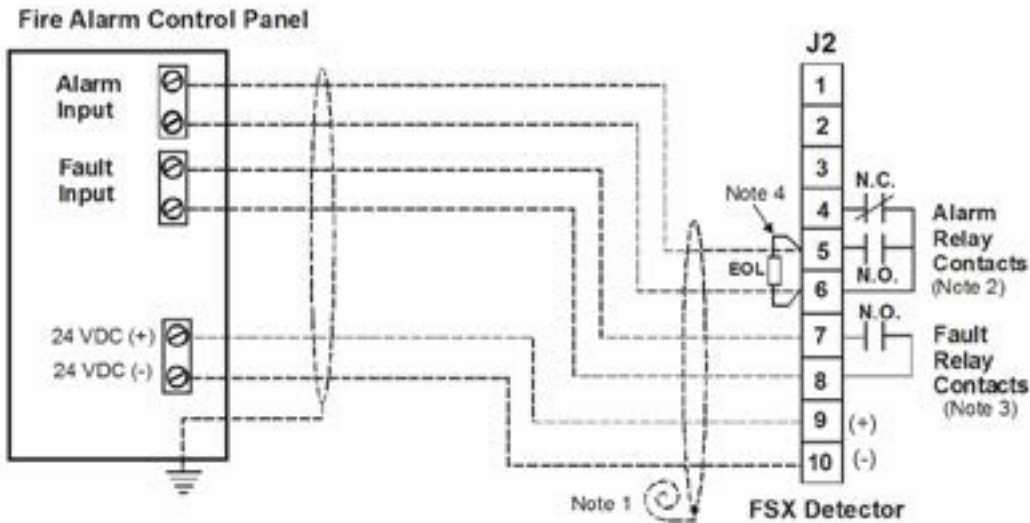 Fire Alarm Control Panel
Alarm
Input
Fault
Input
24 VDC (+)
24 VDC (-)
Note 1
Note 4
EOL
J2
1
2
3
4
5
6
7
8
9
10
N.C.
N.O.
N.O.
(+)
(-)
Alarm
Relay
Contacts
(Note 2)
Fault
Relay
Contacts
(Note 3)
FSX Detector